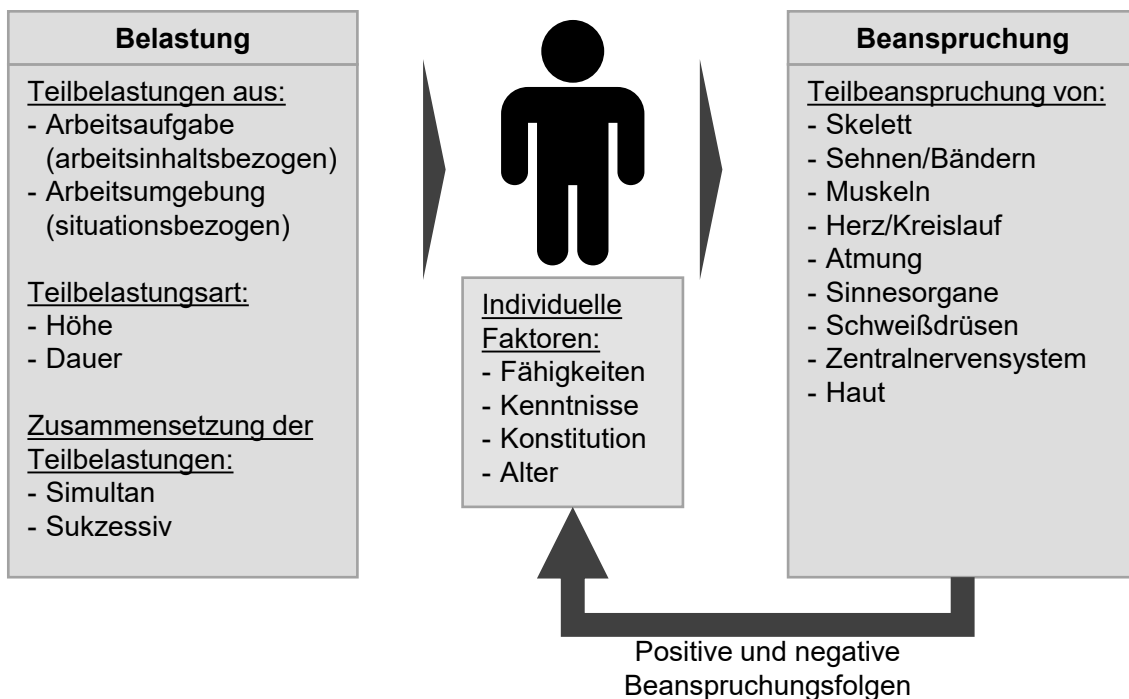 Belastung
Teilbelastungen aus:
- Arbeitsaufgabe
(arbeitsinhaltsbezogen)
- Arbeitsumgebung
(situationsbezogen)
Teilbelastungsart:
- Höhe
- Dauer
Zusammensetzung der
Teilbelastungen:
- Simultan
- Sukzessiv
Individuelle
Faktoren:
- Fähigkeiten
- Kenntnisse
- Konstitution
- Alter
Beanspruchung
Teilbeanspruchung von:
- Skelett
- Sehnen/Bändern
- Muskeln
- Herz/Kreislauf
- Atmung
- Sinnesorgane
- Schweißdrüsen
- Zentralnervensystem
- Haut
Positive und negative
Beanspruchungsfolgen